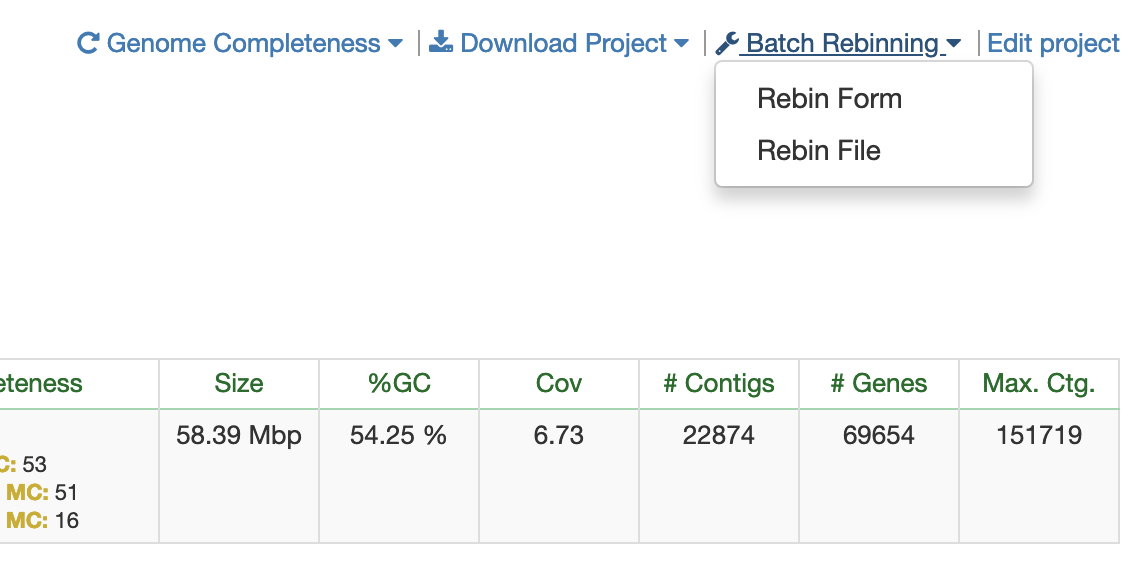 Genome Completeness | Download Project | Batch Rebinning | Edit project
Rebin Form
Rebin File
eteness Size %GC Cov # Contigs # Genes Max. Ctg.
58.39 Mbp 54.25 % 6.73 22874 69654 151719
C: 53
MC: 51
MC: 16